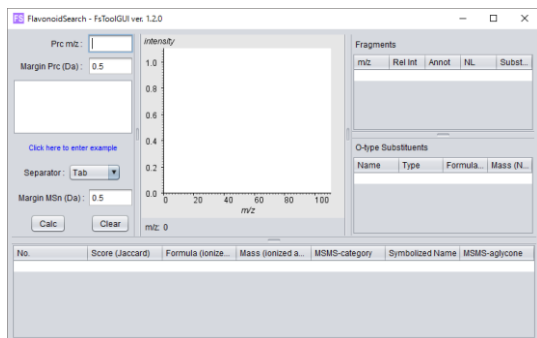 FS FlavonoidSearch - FsToolGUI ver. 1.2.0
Prc m/z :
Margin Prc (Da) : 0.5
Click here to enter example
Separator : Tab
Margin MSn (Da) : 0.5
Calc Clear
intensity
1.0
0.8
0.6
0.4
0.2
0.0
0 20 40 60 80 100
m/z
m/z: 0
Fragments
m/z Rel Int Annot NL Subst...
O-type Substituents
Name Type Formula... Mass (N...
No. Score (Jaccard) Formula (ionize... Mass (ionized a... MSMS-category Symbolized Name MSMS-aglycone